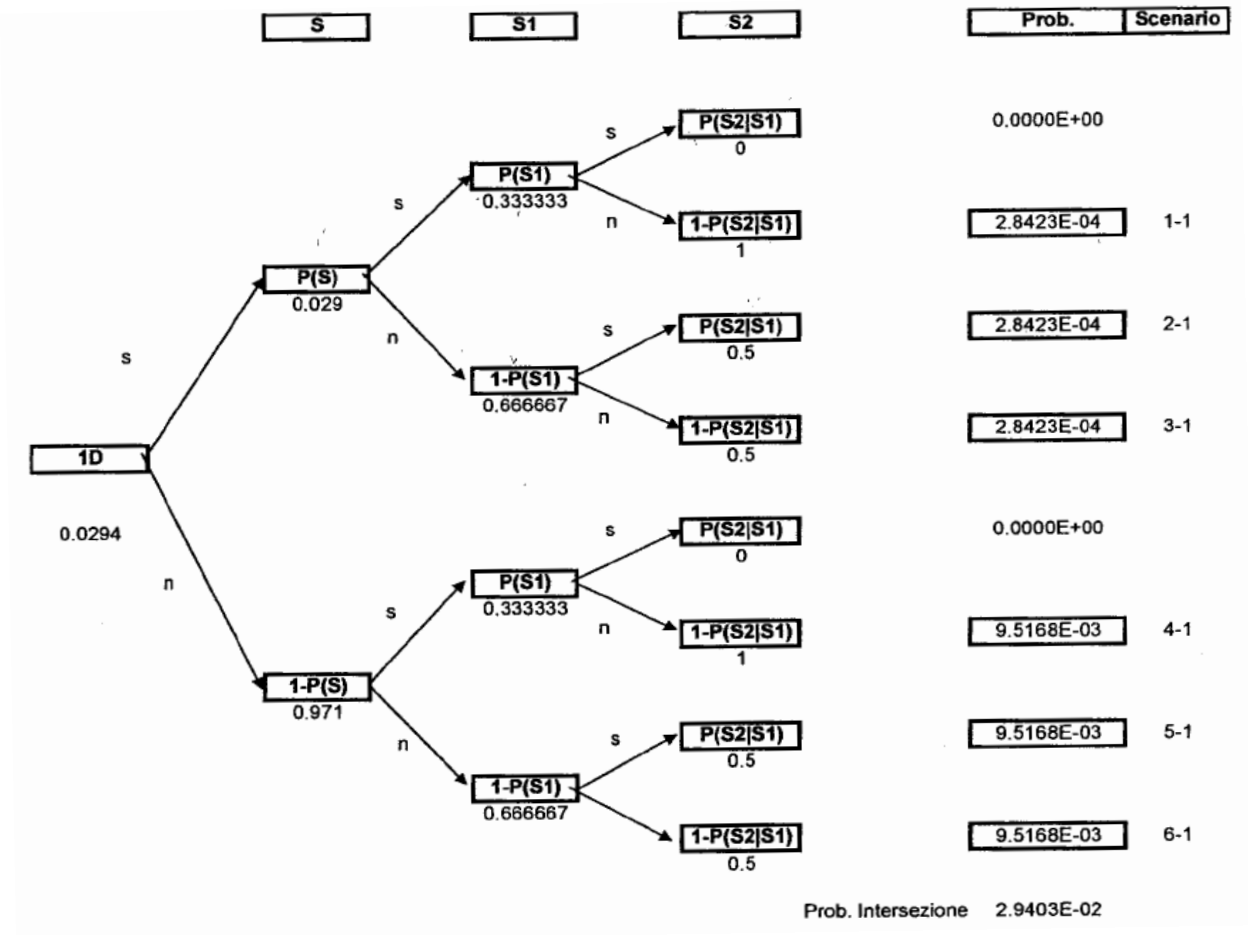 S S1 S2 Prob. Scenario
s P(S2|S1) 0.0000E+00
0
P(S1)
0.333333
s n 1-P(S2|S1) 2.8423E-04 1-1
1
P(S)
0.029
s P(S2|S1) 2.8423E-04 2-1
n 0.5
s
1-P(S1)
0.666667
n 1-P(S2|S1) 2.8423E-04 3-1
0.5
1D
0.0294
s P(S2|S1) 0.0000E+00
0
n P(S1)
0.333333
s n 1-P(S2|S1) 9.5168E-03 4-1
1
1-P(S)
0.971
n s P(S2|S1) 9.5168E-03 5-1
0.5
1-P(S1)
0.666667
1-P(S2|S1) 9.5168E-03 6-1
0.5
Prob. Intersezione 2.9403E-02